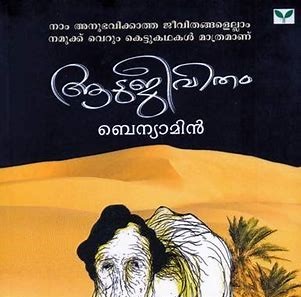 നാം അനുഭവിക്കാത്ത ജീവിതങ്ങളെല്ലാം
നമുക്ക് വെറും കെട്ടുകഥകൾ മാത്രമാണ്
ആടുജീവിതം
ബെന്യാമിൻ